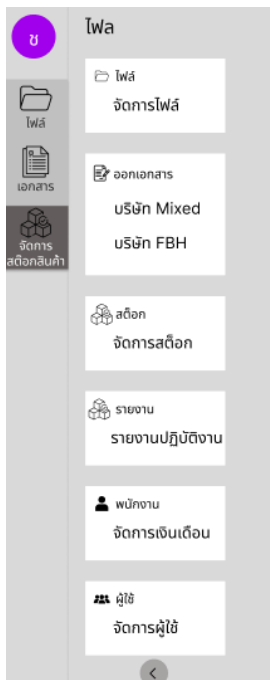 ช
ไฟล์
เอกสาร
จัดการ
สต๊อกสินค้า
ไฟล
ไฟล์
จัดการไฟล์
ออกเอกสาร
บริษัท Mixed
บริษัท FBH
สต็อก
จัดการสต็อก
รายงาน
รายงานปฏิบัติงาน
พนักงาน
จัดการเงินเดือน
ผู้ใช้
จัดการผู้ใช้